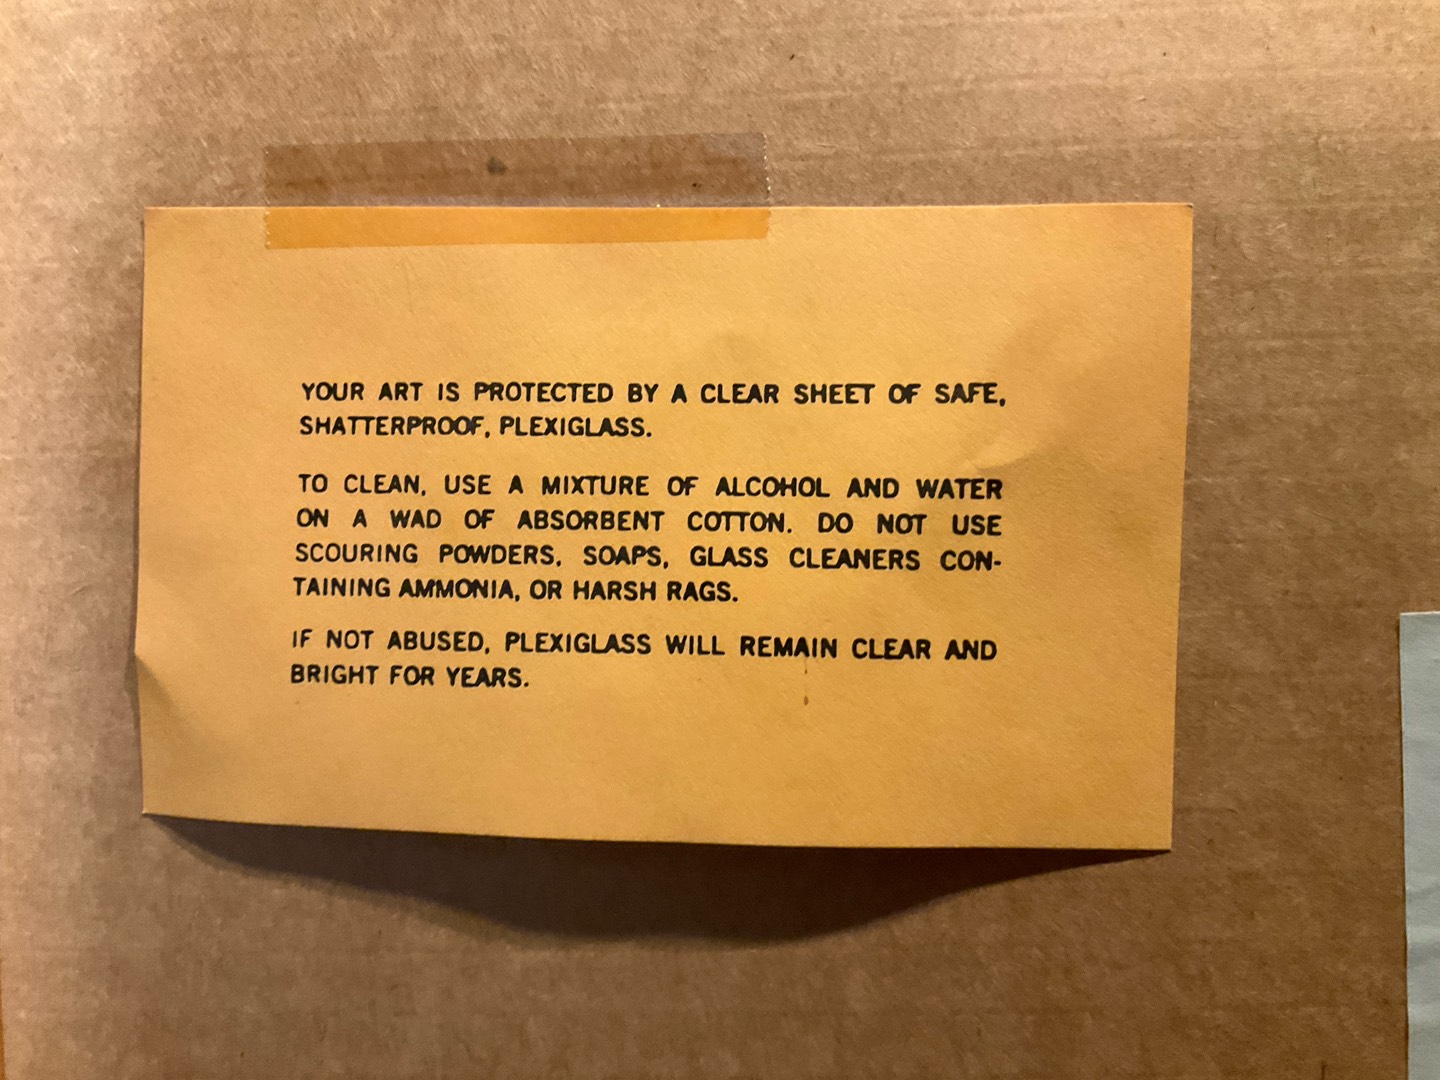 YOUR ART IS PROTECTED BY A CLEAR SHEET OF SAFE,
SHATTERPROOF, PLEXIGLASS.
TO CLEAN, USE A MIXTURE OF ALCOHOL AND WATER
ON A WAD OF ABSORBENT COTTON. DO NOT USE
SCOURING POWDERS, SOAPS, GLASS CLEANERS CON-
TAINING AMMONIA, OR HARSH RAGS.
IF NOT ABUSED, PLEXIGLASS WILL REMAIN CLEAR AND
BRIGHT FOR YEARS.